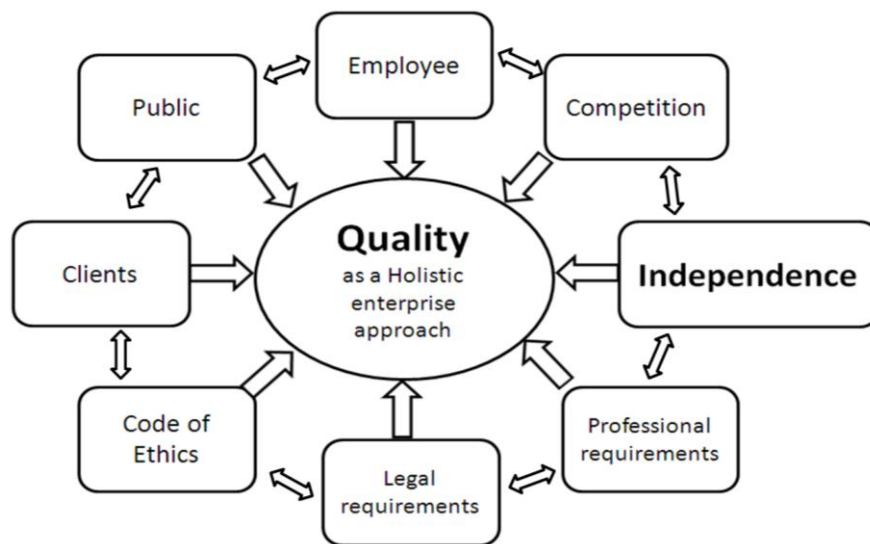 Employee
Public
Competition
Clients
Quality
as a Holistic
enterprise
approach
Independence
Code of
Ethics
Legal
requirements
Professional
requirements